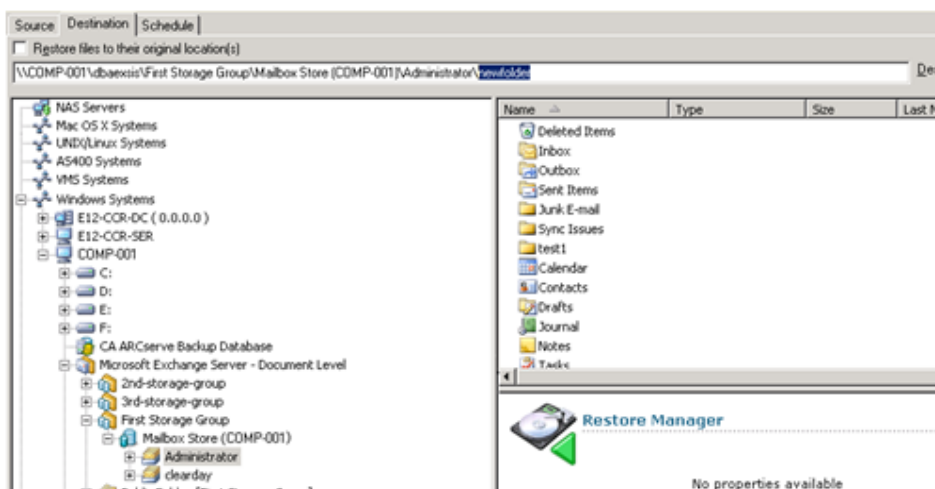 Source Destination Schedule
Restore files to their original location(s)
\\COMP-001\dbaexsis\First Storage Group\Mailbox Store (COMP-001)\Administrator\newfolder
NAS Servers
Mac OS X Systems
UNIX/Linux Systems
AS400 Systems
VMS Systems
Windows Systems
E12-CCR-DC ( 0.0.0.0 )
E12-CCR-SER
COMP-001
C:
D:
E:
F:
CA ARCserve Backup Database
Microsoft Exchange Server - Document Level
2nd-storage-group
3rd-storage-group
First Storage Group
Mailbox Store (COMP-001)
Administrator
clearday
Name Type Size Last
Deleted Items
Inbox
Outbox
Sent Items
Junk E-mail
Sync Issues
test1
Calendar
Contacts
Drafts
Journal
Notes
Tasks
Restore Manager
No properties available